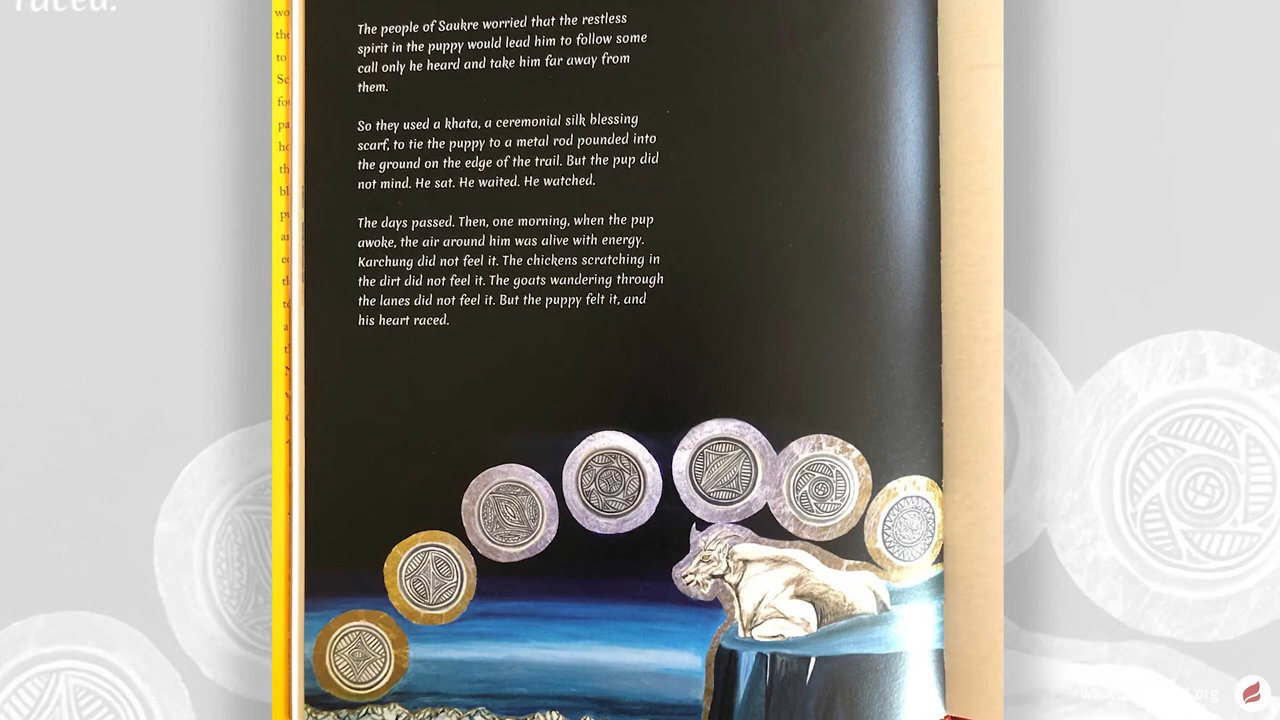 raced.
The people of Saukre worried that the restless
spirit in the puppy would lead him to follow some
call only he heard and take him far away from
them.
So they used a khata, a ceremonial silk blessing
scarf, to tie the puppy to a metal rod pounded into
the ground on the edge of the trail. But the pup did
not mind. He sat. He waited. He watched.
The days passed. Then, one morning, when the pup
awoke, the air around him was alive with energy.
Karchung did not feel it. The chickens scratching in
the dirt did not feel it. The goats wandering through
the lanes did not feel it. But the puppy felt it, and
his heart raced.